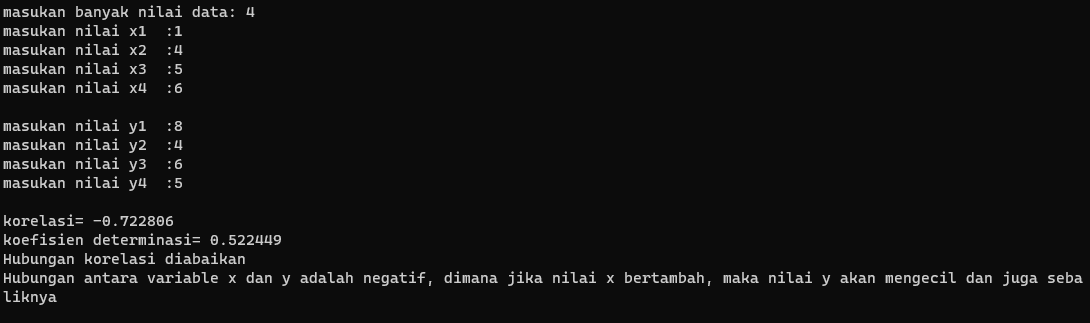 masukan banyak nilai data: 4
masukan nilai x1  :1
masukan nilai x2  :4
masukan nilai x3  :5
masukan nilai x4  :6

masukan nilai y1  :8
masukan nilai y2  :4
masukan nilai y3  :6
masukan nilai y4  :5

korelasi= -0.722806
koefisien determinasi= 0.522449
Hubungan korelasi diabaikan
Hubungan antara variable x dan y adalah negatif, dimana jika nilai x bertambah, maka nilai y akan mengecil dan juga seba
liknya